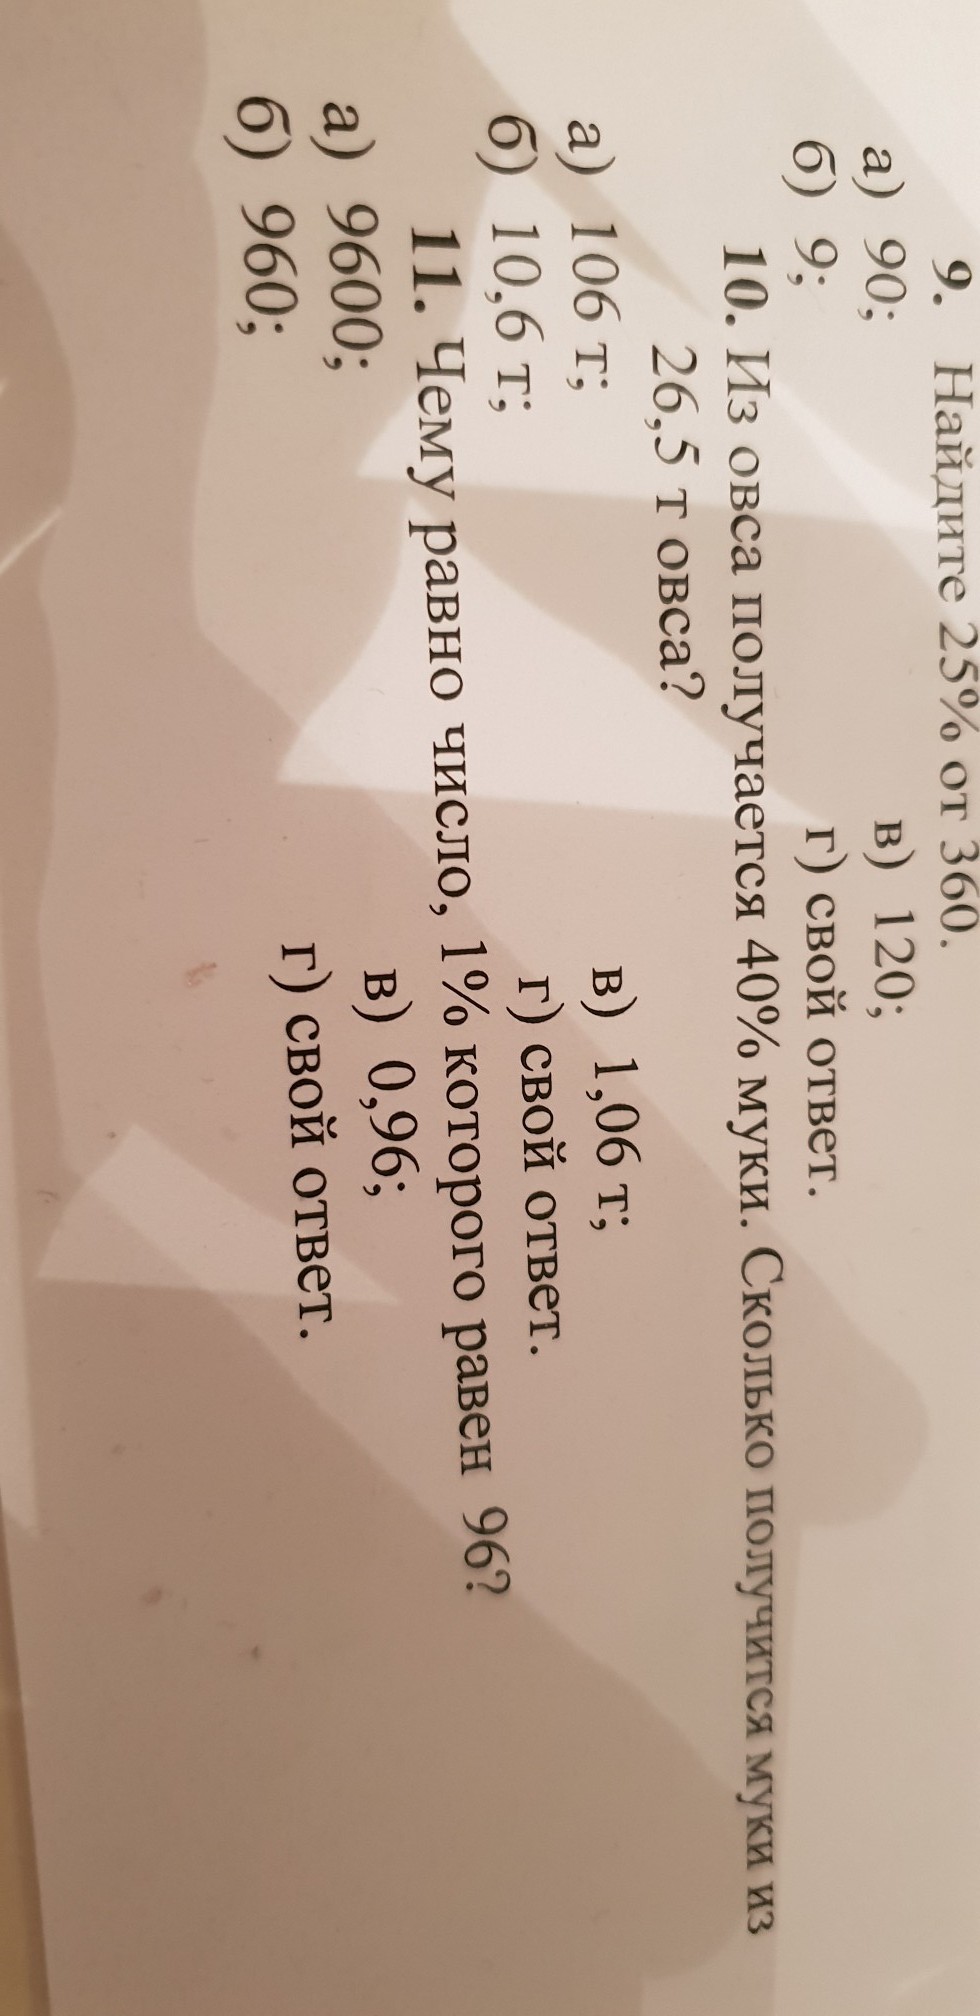 9. Найдите 25% от 360.
а) 90; в) 120;
б) 9; г) свой ответ.
10. Из овса получается 40% муки. Сколько получится муки из
26,5 т овса?
а) 106 т; в) 1,06 т;
б) 10,6 т; г) свой ответ.
11. Чему равно число, 1% которого равен 96?
а) 9600; в) 0,96;
б) 960; г) свой ответ.